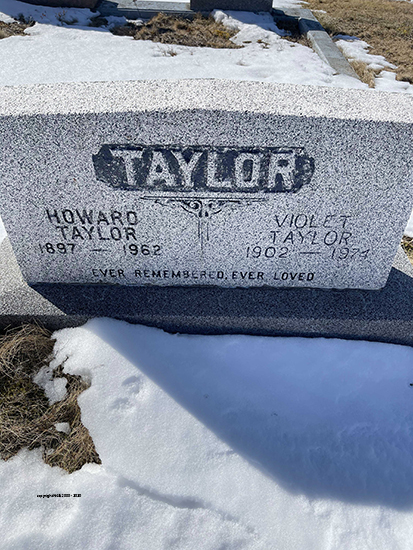 TAYLOR
HOWARD
TAYLOR
1897 — 1962
VIOLET
TAYLOR
1902 — 1974
EVER REMEMBERED, EVER LOVED